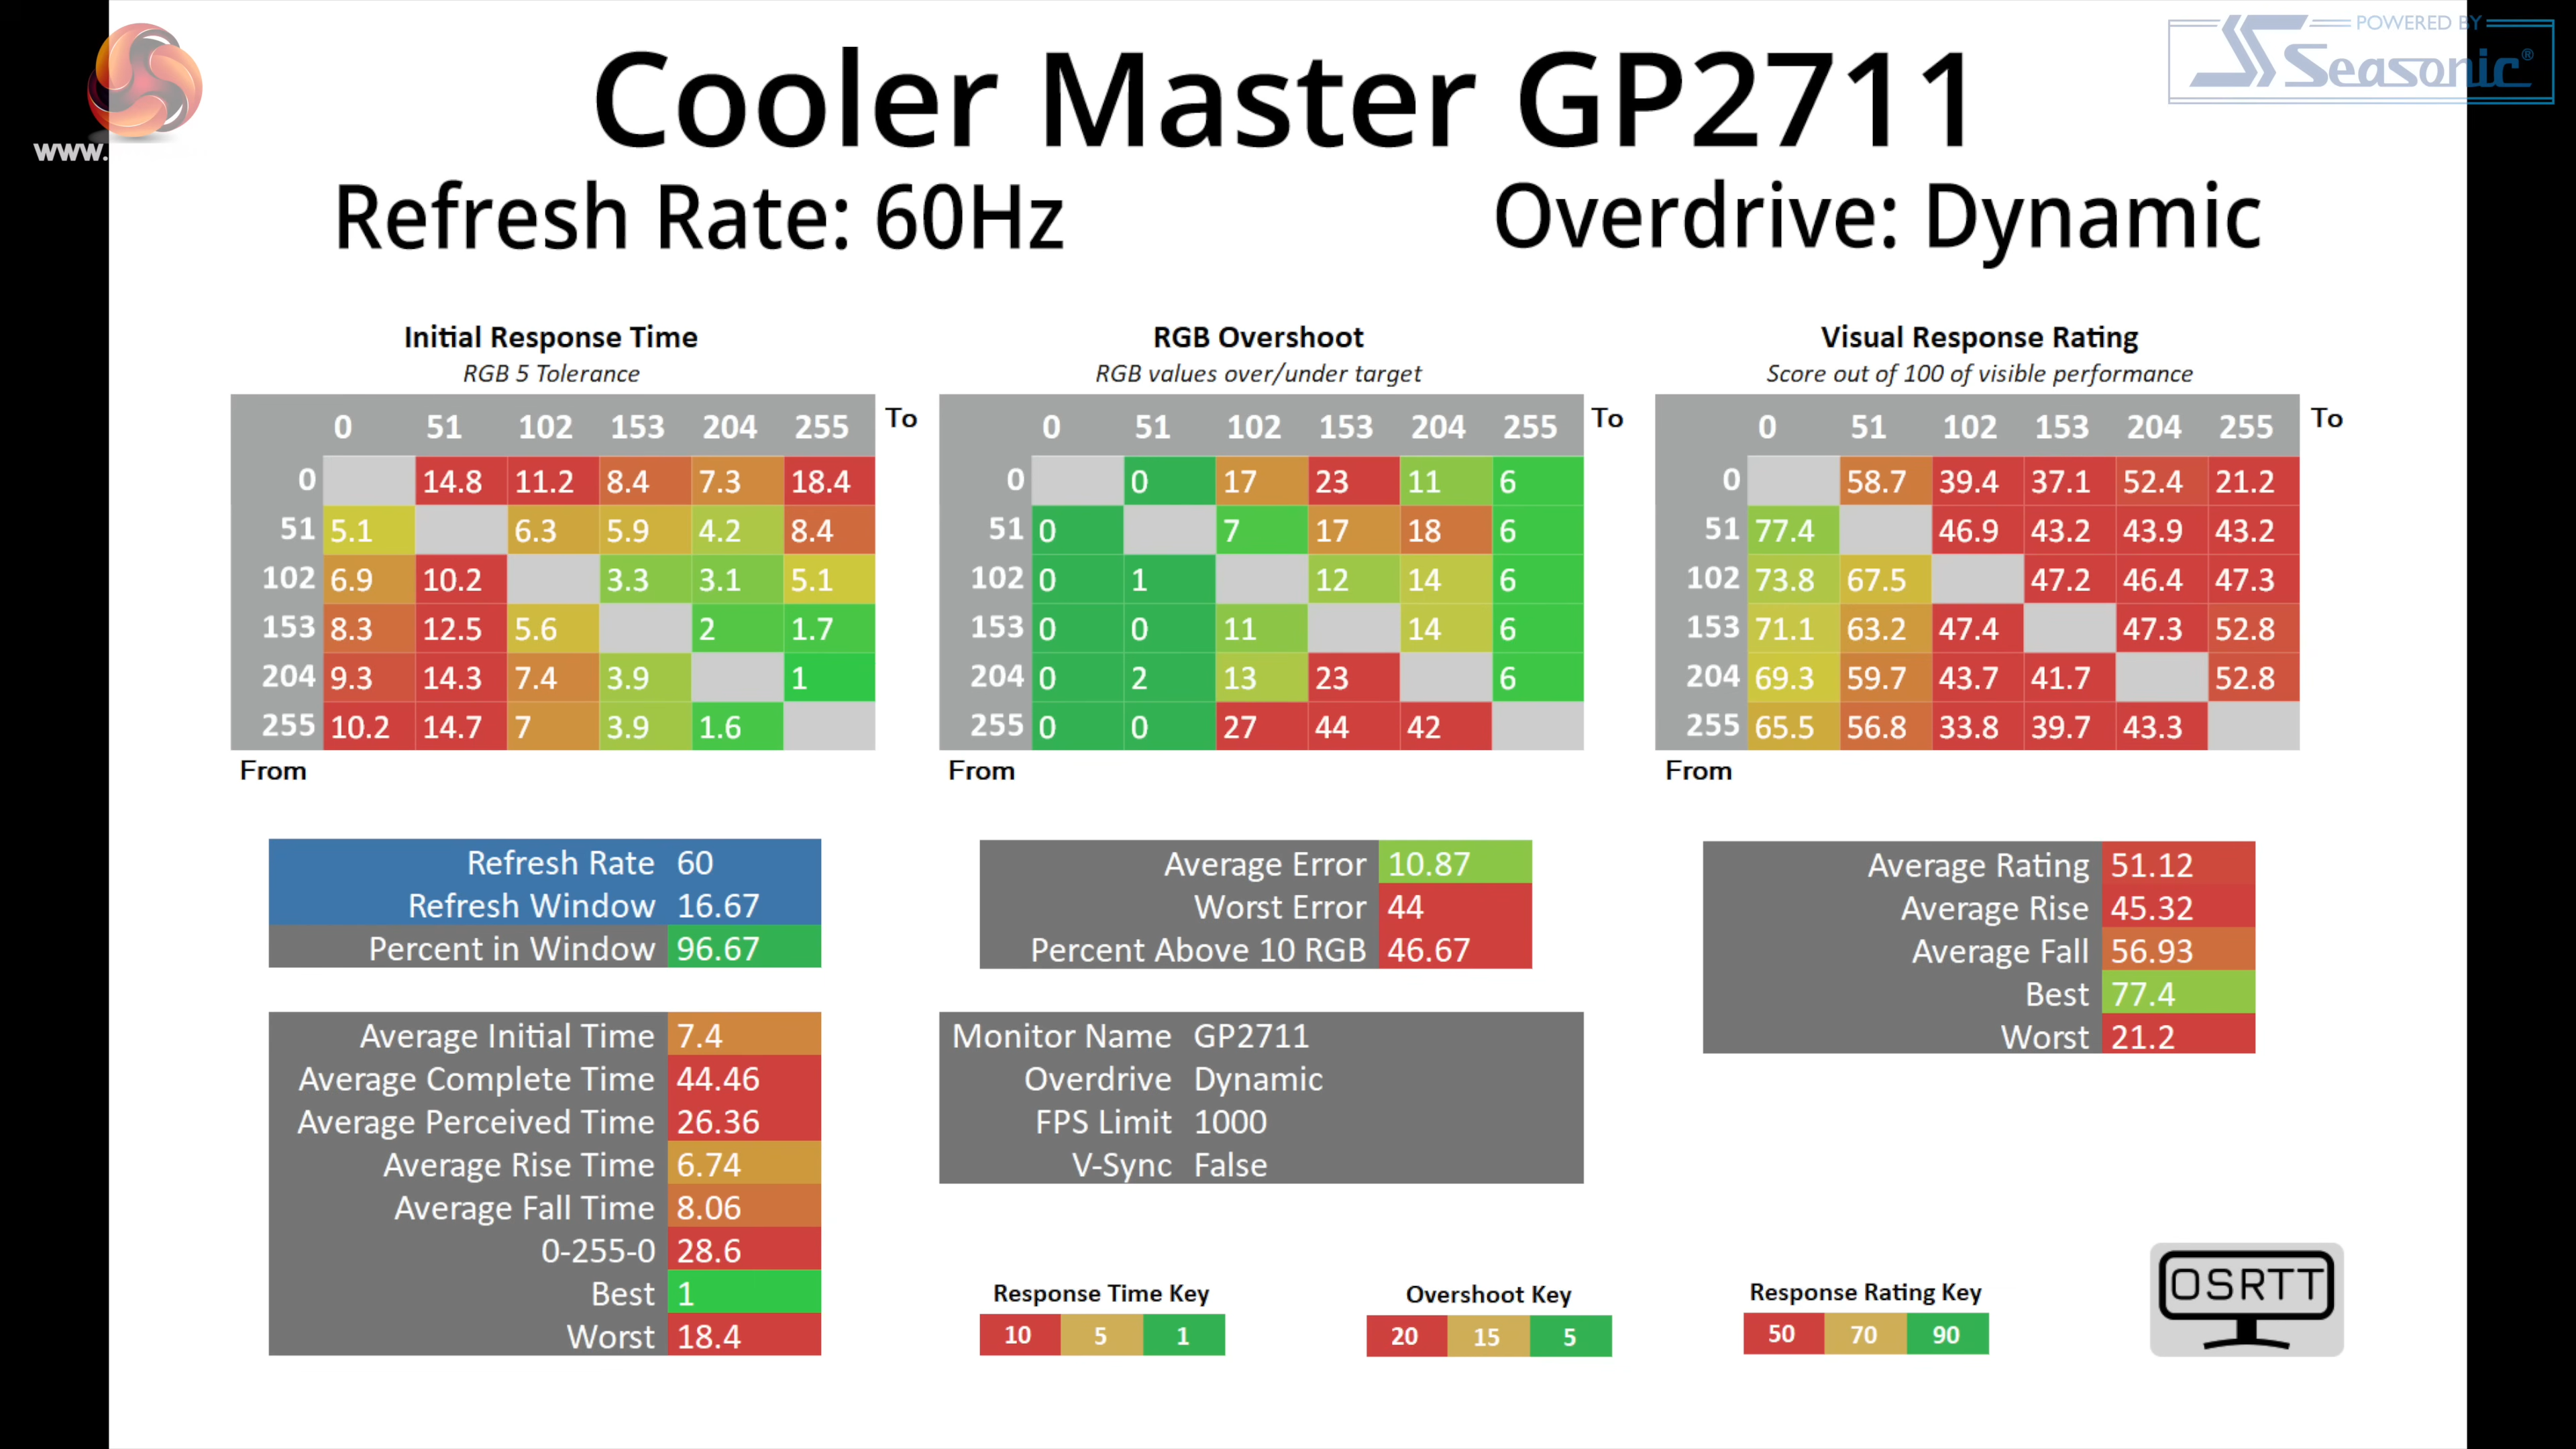 POWERED BY
Seasonic®
www.
Cooler Master GP2711
Refresh Rate: 60Hz Overdrive: Dynamic
Initial Response Time
RGB 5 Tolerance
0 51 102 153 204 255 To
0 14.8 11.2 8.4 7.3 18.4
51 5.1 6.3 5.9 4.2 8.4
102 6.9 10.2 3.3 3.1 5.1
153 8.3 12.5 5.6 2 1.7
204 9.3 14.3 7.4 3.9 1
255 10.2 14.7 7 3.9 1.6
From
RGB Overshoot
RGB values over/under target
0 51 102 153 204 255 To
0 0 17 23 11 6
51 0 7 17 18 6
102 0 1 12 14 6
153 0 0 11 14 6
204 0 2 13 23 6
255 0 0 27 44 42
From
Visual Response Rating
Score out of 100 of visible performance
0 51 102 153 204 255 To
0 58.7 39.4 37.1 52.4 21.2
51 77.4 46.9 43.2 43.9 43.2
102 73.8 67.5 47.2 46.4 47.3
153 71.1 63.2 47.4 47.3 52.8
204 69.3 59.7 43.7 41.7 52.8
255 65.5 56.8 33.8 39.7 43.3
From
Refresh Rate 60
Refresh Window 16.67
Percent in Window 96.67
Average Initial Time 7.4
Average Complete Time 44.46
Average Perceived Time 26.36
Average Rise Time 6.74
Average Fall Time 8.06
0-255-0 28.6
Best 1
Worst 18.4
Average Error 10.87
Worst Error 44
Percent Above 10 RGB 46.67
Monitor Name GP2711
Overdrive Dynamic
FPS Limit 1000
V-Sync False
Average Rating 51.12
Average Rise 45.32
Average Fall 56.93
Best 77.4
Worst 21.2
Response Time Key
10 5 1
Overshoot Key
20 15 5
Response Rating Key
50 70 90
OSRTT